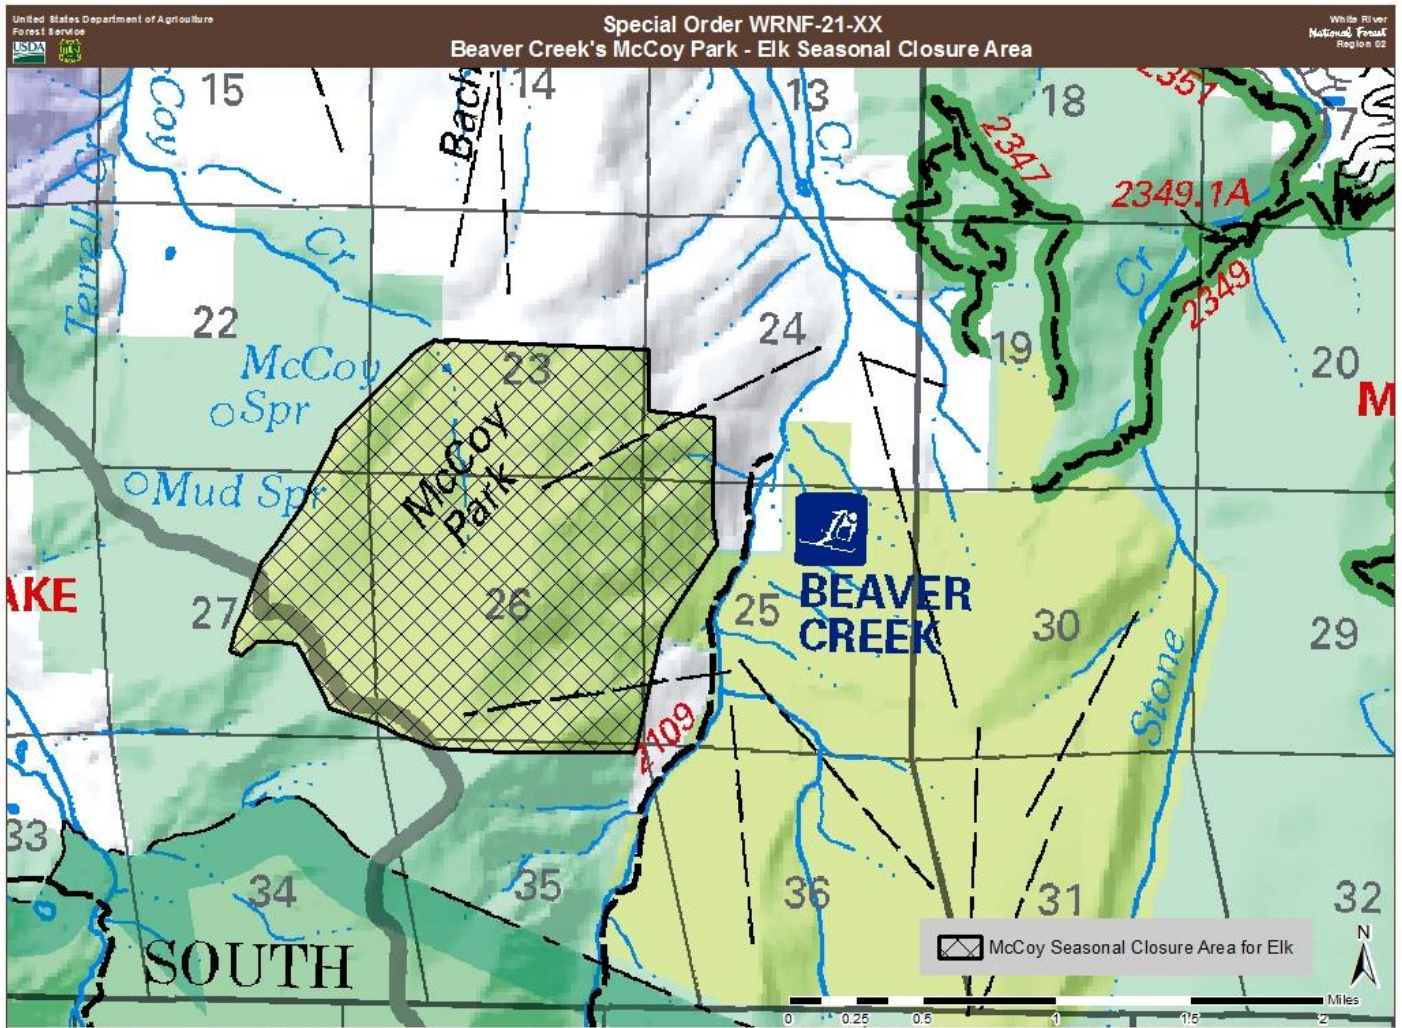 United States Department of Agriculture
Forest Service
USDA
Special Order WRNF-21-XX
Beaver Creek's McCoy Park - Elk Seasonal Closure Area
White River
National Forest
Region 02
15
14
13
18
2351
Coy
Bach
Cr
2347
2349.1A
Terrell Cr
Cr
Cr
2349
22
24
19
20
McCoy
Spr
23
M
McCoy
Park
Mud Spr
AKE
27
26
25
BEAVER
CREEK
30
29
Stone
33
34
35
36
31
32
SOUTH
McCoy Seasonal Closure Area for Elk
N
Miles
0
0.25
0.5
1
1.5
2